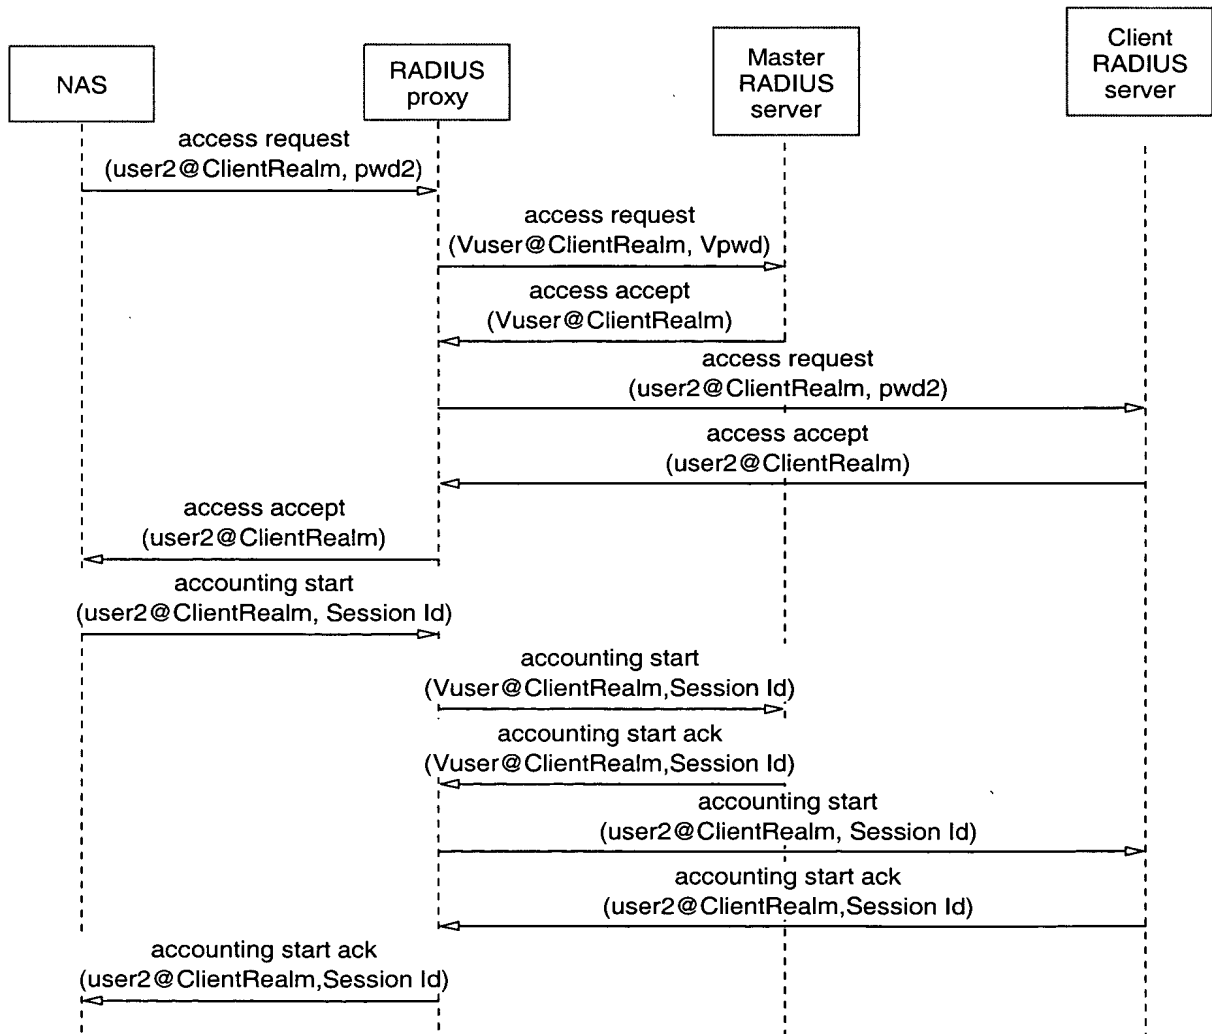 NAS
RADIUS
proxy
Master
RADIUS
server
Client
RADIUS
server
access request
(user2@ClientRealm, pwd2)
access request
(Vuser@ClientRealm, Vpwd)
access accept
(Vuser@ClientRealm)
access request
(user2@ClientRealm, pwd2)
access accept
(user2@ClientRealm)
access accept
(user2@ClientRealm)
accounting start
(user2@ClientRealm, Session Id)
accounting start
(Vuser@ClientRealm,Session Id)
accounting start ack
(Vuser@ClientRealm,Session Id)
accounting start
(user2@ClientRealm, Session Id)
accounting start ack
(user2@ClientRealm,Session Id)
accounting start ack
(user2@ClientRealm,Session Id)